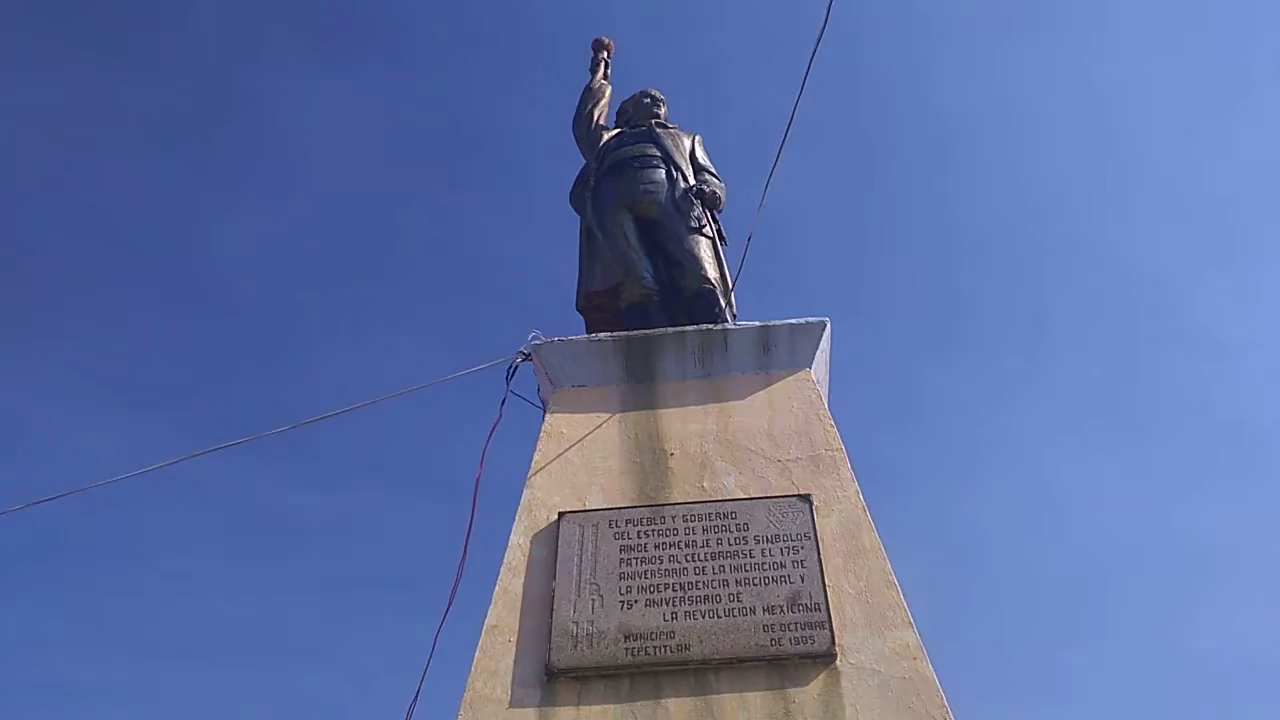 EL PUEBLO Y GOBIERNO
DEL ESTADO DE HIDALGO
RINDE HOMENAJE A LOS SIMBOLOS
PATRIOS AL CELEBRARSE EL 175°
ANIVERSARIO DE LA INICIACION DE
LA INDEPENDENCIA NACIONAL Y
75° ANIVERSARIO DE
LA REVOLUCION MEXICANA
MUNICIPIO DE OCTUBRE
TEPETITLAN DE 1985